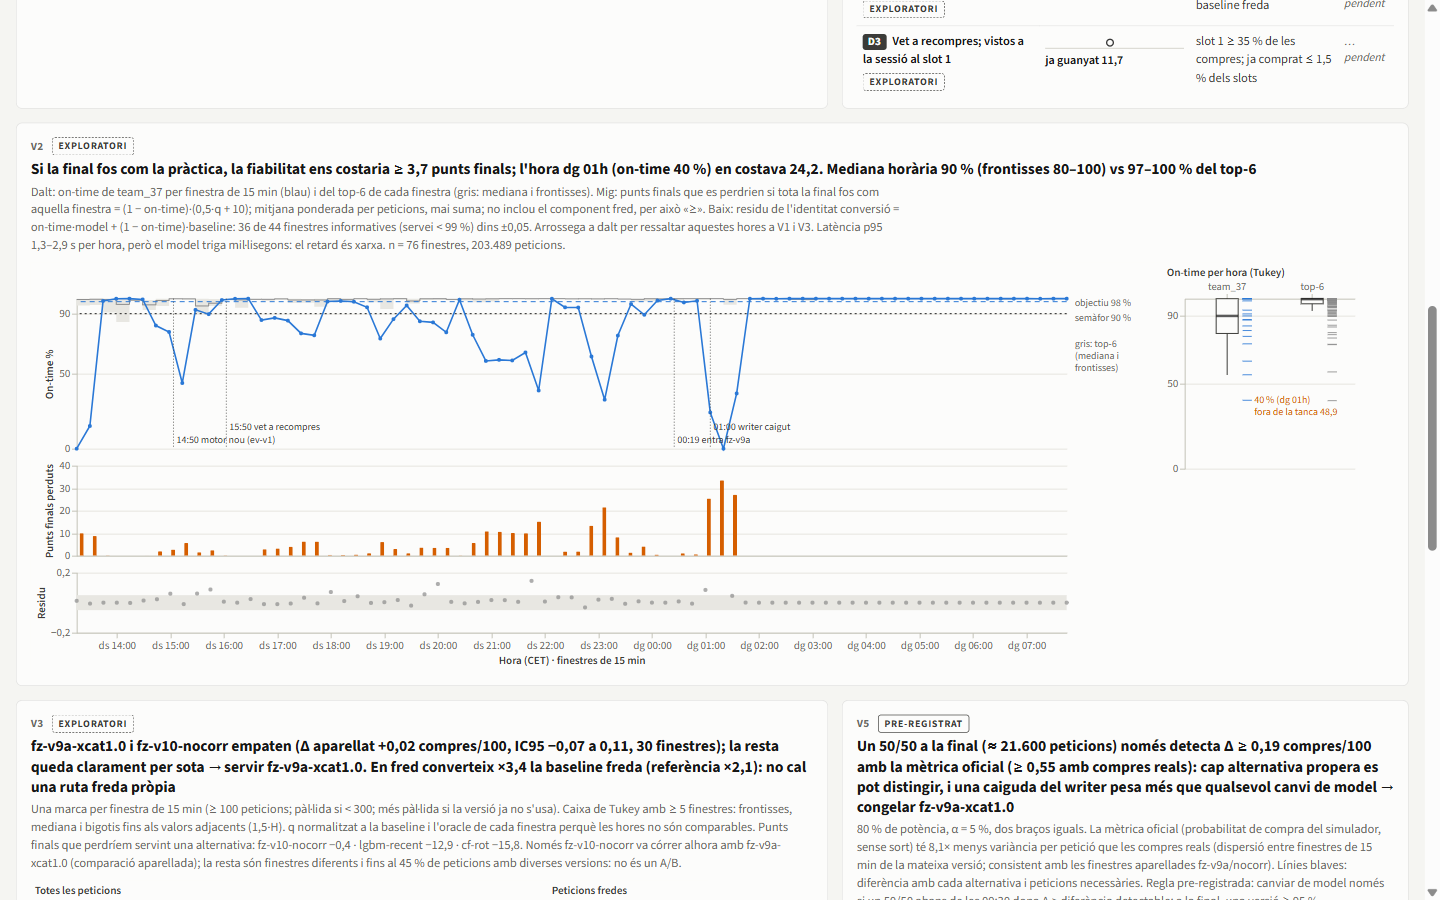 EXPLORATORI
baseline freda
pendent
D3 Vet a recompres; vistos a
la sessió al slot 1
EXPLORATORI
ja guanyat 11,7
slot 1 ≥ 35 % de les
compres; ja comprat ≤ 1,5
% dels slots
…
pendent
V2 EXPLORATORI
Si la final fos com la pràctica, la fiabilitat ens costaria ≥ 3,7 punts finals; l'hora dg 01h (on-time 40 %) en costava 24,2. Mediana horària 90 % (frontisses 80–100) vs 97–100 % del top-6
Dalt: on-time de team_37 per finestra de 15 min (blau) i del top-6 de cada finestra (gris: mediana i frontisses). Mig: punts finals que es perdrien si tota la final fos com
aquella finestra = (1 − on-time)·(0,5·q + 10); mitjana ponderada per peticions, mai suma; no inclou el component fred, per això «≥». Baix: residu de l'identitat conversió =
on-time·model + (1 − on-time)·baseline: 36 de 44 finestres informatives (servei < 99 %) dins ±0,05. Arrossega a dalt per ressaltar aquestes hores a V1 i V3. Latència p95
1,3–2,9 s per hora, però el model triga mil·lisegons: el retard és xarxa. n = 76 finestres, 203.489 peticions.
On-time %
90
50
0
objectiu 98 %
semàfor 90 %
gris: top-6
(mediana i
frontisses)
15:50 vet a recompres
14:50 motor nou (ev-v1)
01:00 writer caigut
00:19 entra fz-v9a
Punts finals perduts
40
30
20
10
0
Residu
0,2
−0,2
ds 14:00 ds 15:00 ds 16:00 ds 17:00 ds 18:00 ds 19:00 ds 20:00 ds 21:00 ds 22:00 ds 23:00 dg 00:00 dg 01:00 dg 02:00 dg 03:00 dg 04:00 dg 05:00 dg 06:00 dg 07:00
Hora (CET) · finestres de 15 min
On-time per hora (Tukey)
team_37 top-6
90
50
0
40 % (dg 01h)
fora de la tanca 48,9
V3 EXPLORATORI
fz-v9a-xcat1.0 i fz-v10-nocorr empaten (Δ aparellat +0,02 compres/100, IC95 −0,07 a 0,11, 30 finestres); la resta
queda clarament per sota → servir fz-v9a-xcat1.0. En fred converteix ×3,4 la baseline freda (referència ×2,1): no cal
una ruta freda pròpia
Una marca per finestra de 15 min (≥ 100 peticions; pàl·lida si < 300; més pàl·lida si la versió ja no s'usa). Caixa de Tukey amb ≥ 5 finestres: frontisses,
mediana i bigotis fins als valors adjacents (1,5·H). q normalitzat a la baseline i l'oracle de cada finestra perquè les hores no són comparables. Punts
finals que perdríem servint una alternativa: fz-v10-nocorr −0,4 · lgbm-recent −12,9 · cf-rot −15,8. Només fz-v10-nocorr va córrer alhora amb fz-v9a-
xcat1.0 (comparació aparellada); la resta són finestres diferents i fins al 45 % de peticions amb diverses versions: no és un A/B.
Totes les peticions
Peticions fredes
V5 PRE-REGISTRAT
Un 50/50 a la final (≈ 21.600 peticions) només detecta Δ ≥ 0,19 compres/100
amb la mètrica oficial (≥ 0,55 amb compres reals): cap alternativa propera es
pot distingir, i una caiguda del writer pesa més que qualsevol canvi de model →
congelar fz-v9a-xcat1.0
80 % de potència, α = 5 %, dos braços iguals. La mètrica oficial (probabilitat de compra del simulador,
sense sort) té 8,1× menys variància per petició que les compres reals (dispersió entre finestres de 15
min de la mateixa versió; consistent amb les finestres aparellades fz-v9a/nocorr). Línies blaves:
diferència amb cada alternativa i peticions necessàries. Regla pre-registrada: canviar de model només